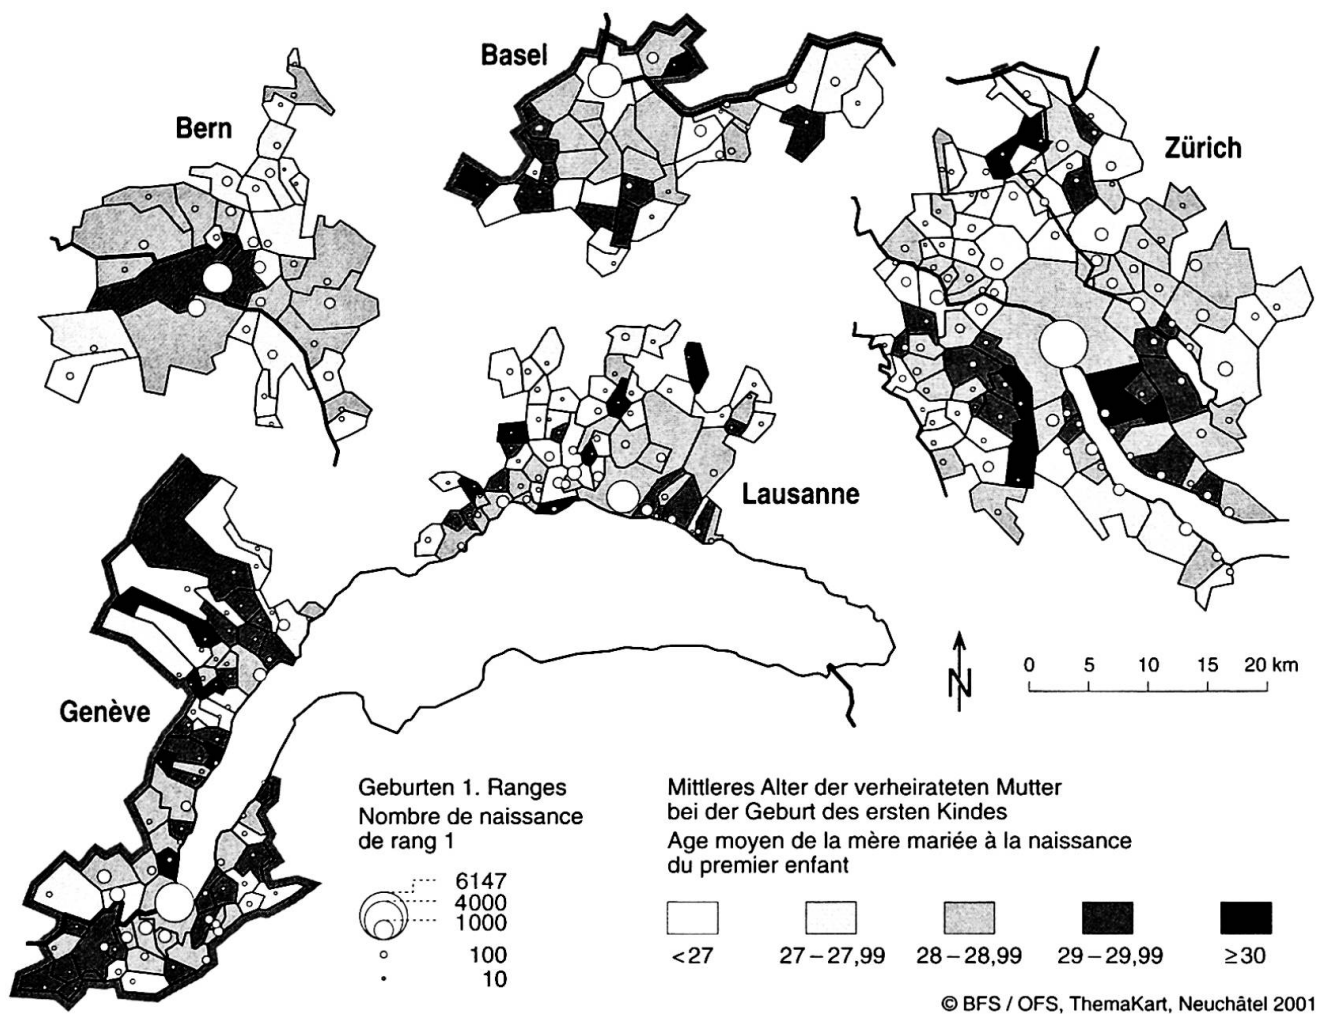 Basel
Bern
Zürich
Lausanne
Genève
N
0 5 10 15 20 km
Geburten 1. Ranges
Nombre de naissance
de rang 1
6147
4000
1000
100
10
Mittleres Alter der verheirateten Mutter
bei der Geburt des ersten Kindes
Age moyen de la mère mariée à la naissance
du premier enfant
<27 27–27,99 28–28,99 29–29,99 ≥30
© BFS / OFS, ThemaKart, Neuchâtel 2001